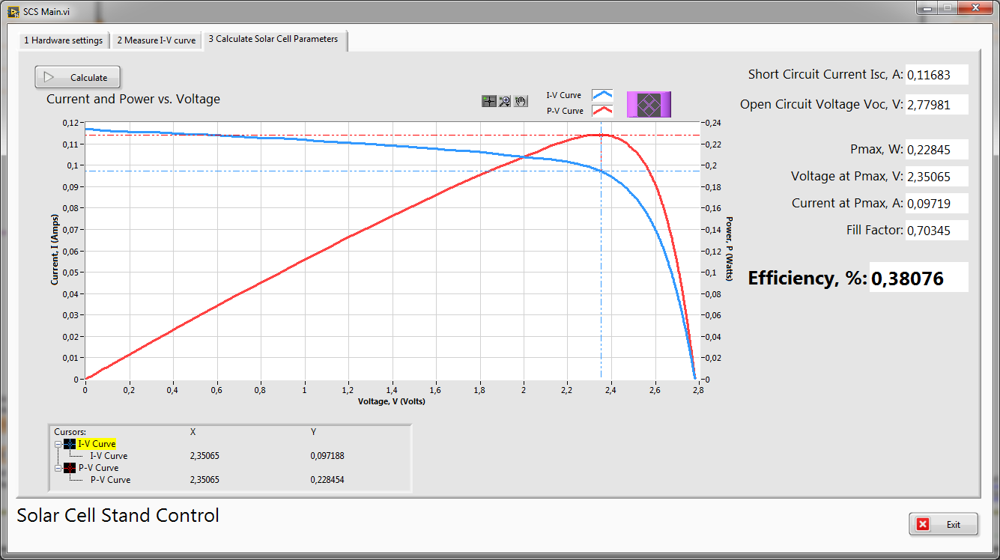 SCS Main.vi
1 Hardware settings
2 Measure I-V curve
3 Calculate Solar Cell Parameters
Calculate
Current and Power vs. Voltage
I-V Curve
P-V Curve
0,12
0,11
0,1
0,09
0,08
0,07
0,06
0,05
0,04
0,03
0,02
0,01
0
Current, I (Amps)
0,24
0,22
0,2
0,18
0,16
0,14
0,12
0,1
0,08
0,06
0,04
0,02
0
Power, P (Watts)
0 0,2 0,4 0,6 0,8 1 1,2 1,4 1,6 1,8 2 2,2 2,4 2,6 2,8
Voltage, V (Volts)
Short Circuit Current Isc, A: 0,11683
Open Circuit Voltage Voc, V: 2,77981
Pmax, W: 0,22845
Voltage at Pmax, V: 2,35065
Current at Pmax, A: 0,09719
Fill Factor: 0,70345
Efficiency, %: 0,38076
Cursors: X Y
I-V Curve
I-V Curve 2,35065 0,097188
P-V Curve
P-V Curve 2,35065 0,228454
Solar Cell Stand Control
Exit